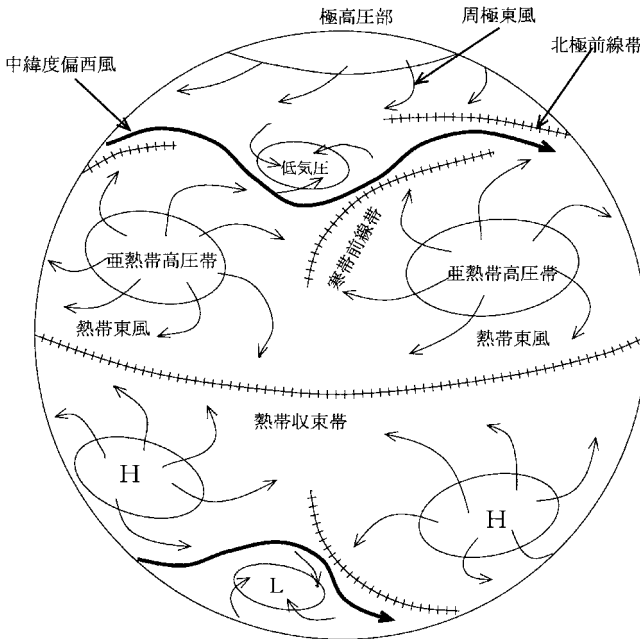 極高圧部
周極東風
北極前線帯
中緯度偏西風
低気圧
寒帯前線帯
亜熱帯高圧帯
亜熱帯高圧帯
熱帯東風
熱帯東風
熱帯収束帯
H
H
L